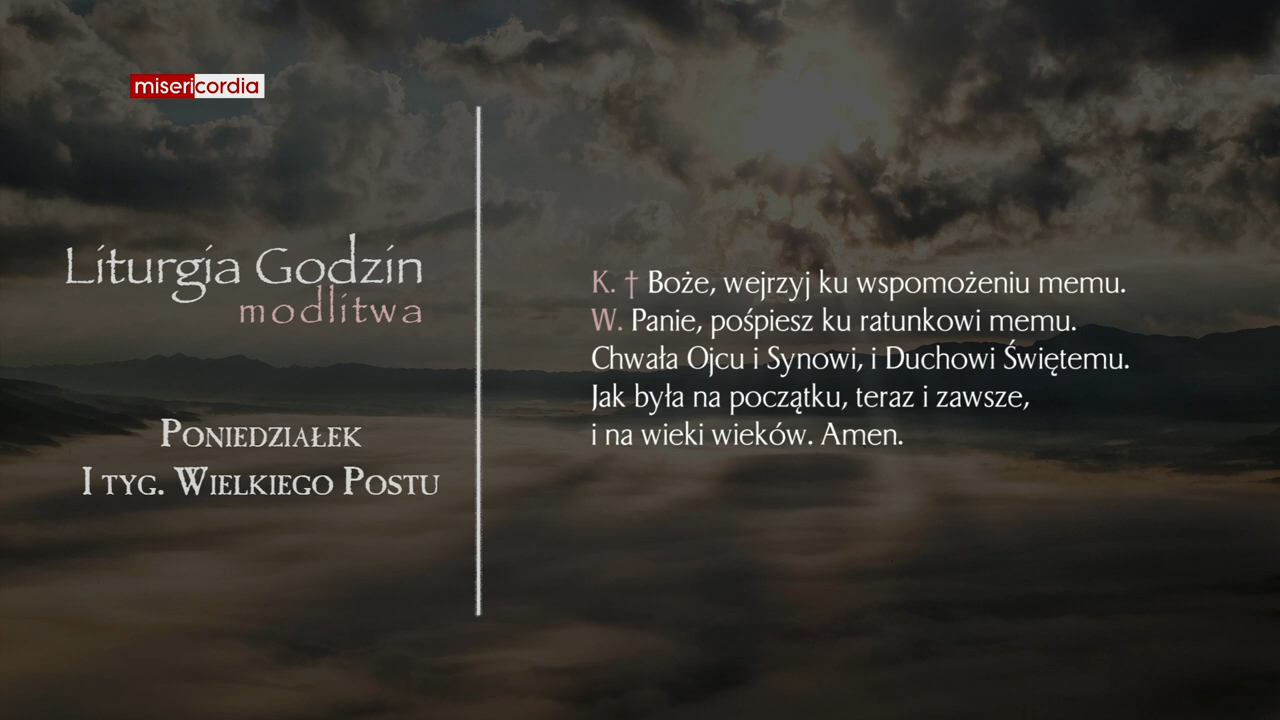 misericordia
Liturgia Godzin
modlitwa
Poniedziałek
I tyg. Wielkiego Postu
K. † Boże, wejrzyj ku wspomożeniu memu.
W. Panie, pośpiesz ku ratunkowi memu.
Chwała Ojcu i Synowi, i Duchowi Świętemu.
Jak była na początku, teraz i zawsze,
i na wieki wieków. Amen.